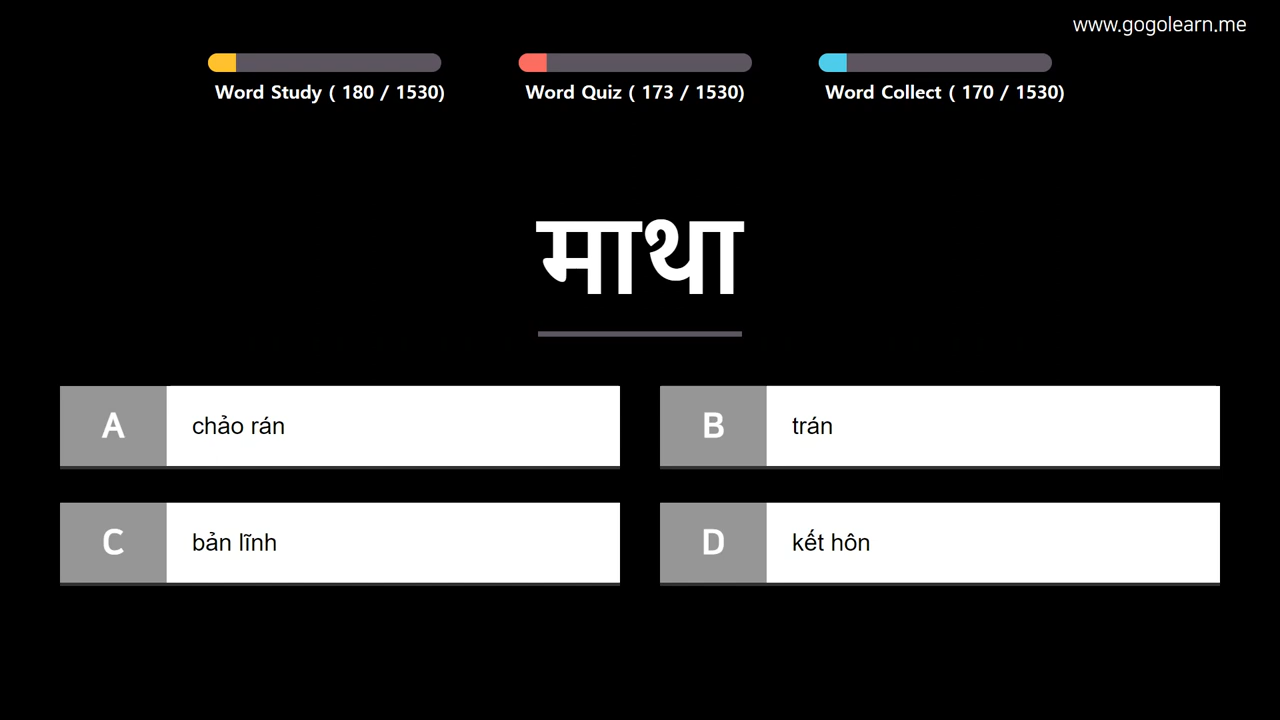 www.gogolearn.me
Word Study ( 180 / 1530)
Word Quiz ( 173 / 1530)
Word Collect ( 170 / 1530)
माथा
A chảo rán
B trán
C bản lĩnh
D kết hôn